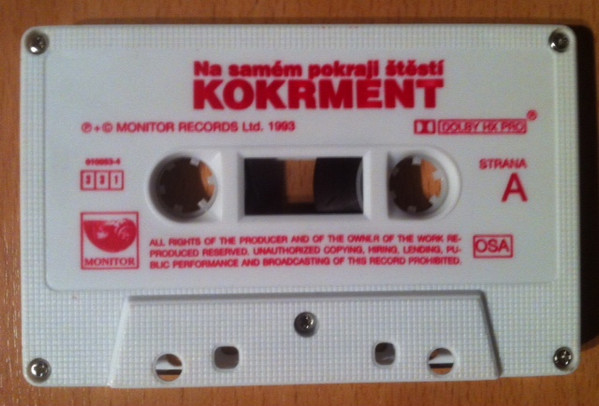 Na samém pokraji štěstí
KOKRMENT
℗+© MONITOR RECORDS Ltd. 1993
DOLBY HX PRO®
STRANA
A
331
MONITOR
ALL RIGHTS OF THE PRODUCER AND OF THE OWNER OF THE WORK RE-
PRODUCED RESERVED. UNAUTHORIZED COPYING, HIRING, LENDING, PU-
BLIC PERFORMANCE AND BROADCASTING OF THIS RECORD PROHIBITED.
OSA